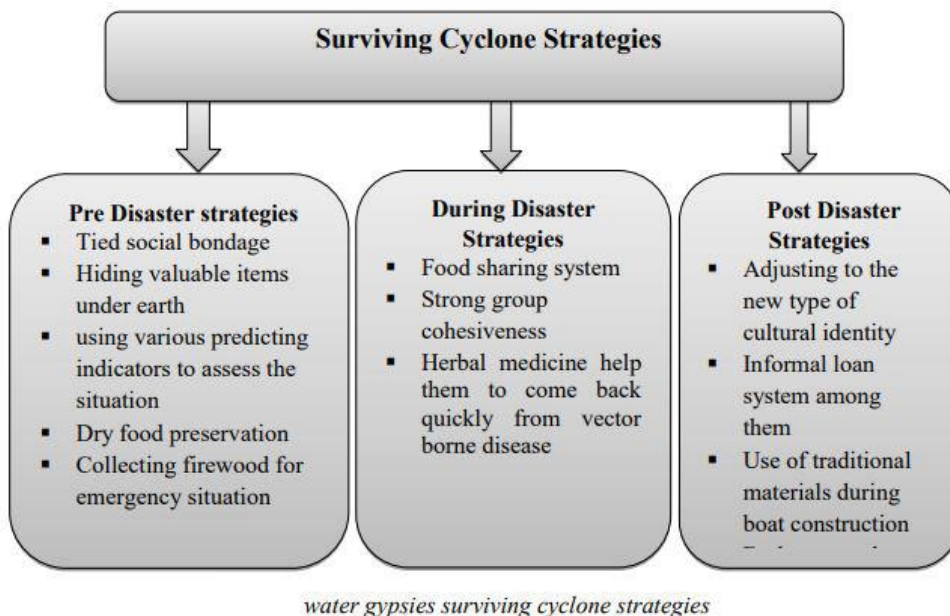 Surviving Cyclone Strategies
Pre Disaster strategies
▪ Tied social bondage
▪ Hiding valuable items
under earth
▪ using various predicting
indicators to assess the
situation
▪ Dry food preservation
▪ Collecting firewood for
emergency situation
During Disaster
Strategies
▪ Food sharing system
▪ Strong group
cohesiveness
▪ Herbal medicine help
them to come back
quickly from vector
borne disease
Post Disaster
Strategies
▪ Adjusting to the
new type of
cultural identity
▪ Informal loan
system among
them
▪ Use of traditional
materials during
boat construction
water gypsies surviving cyclone strategies